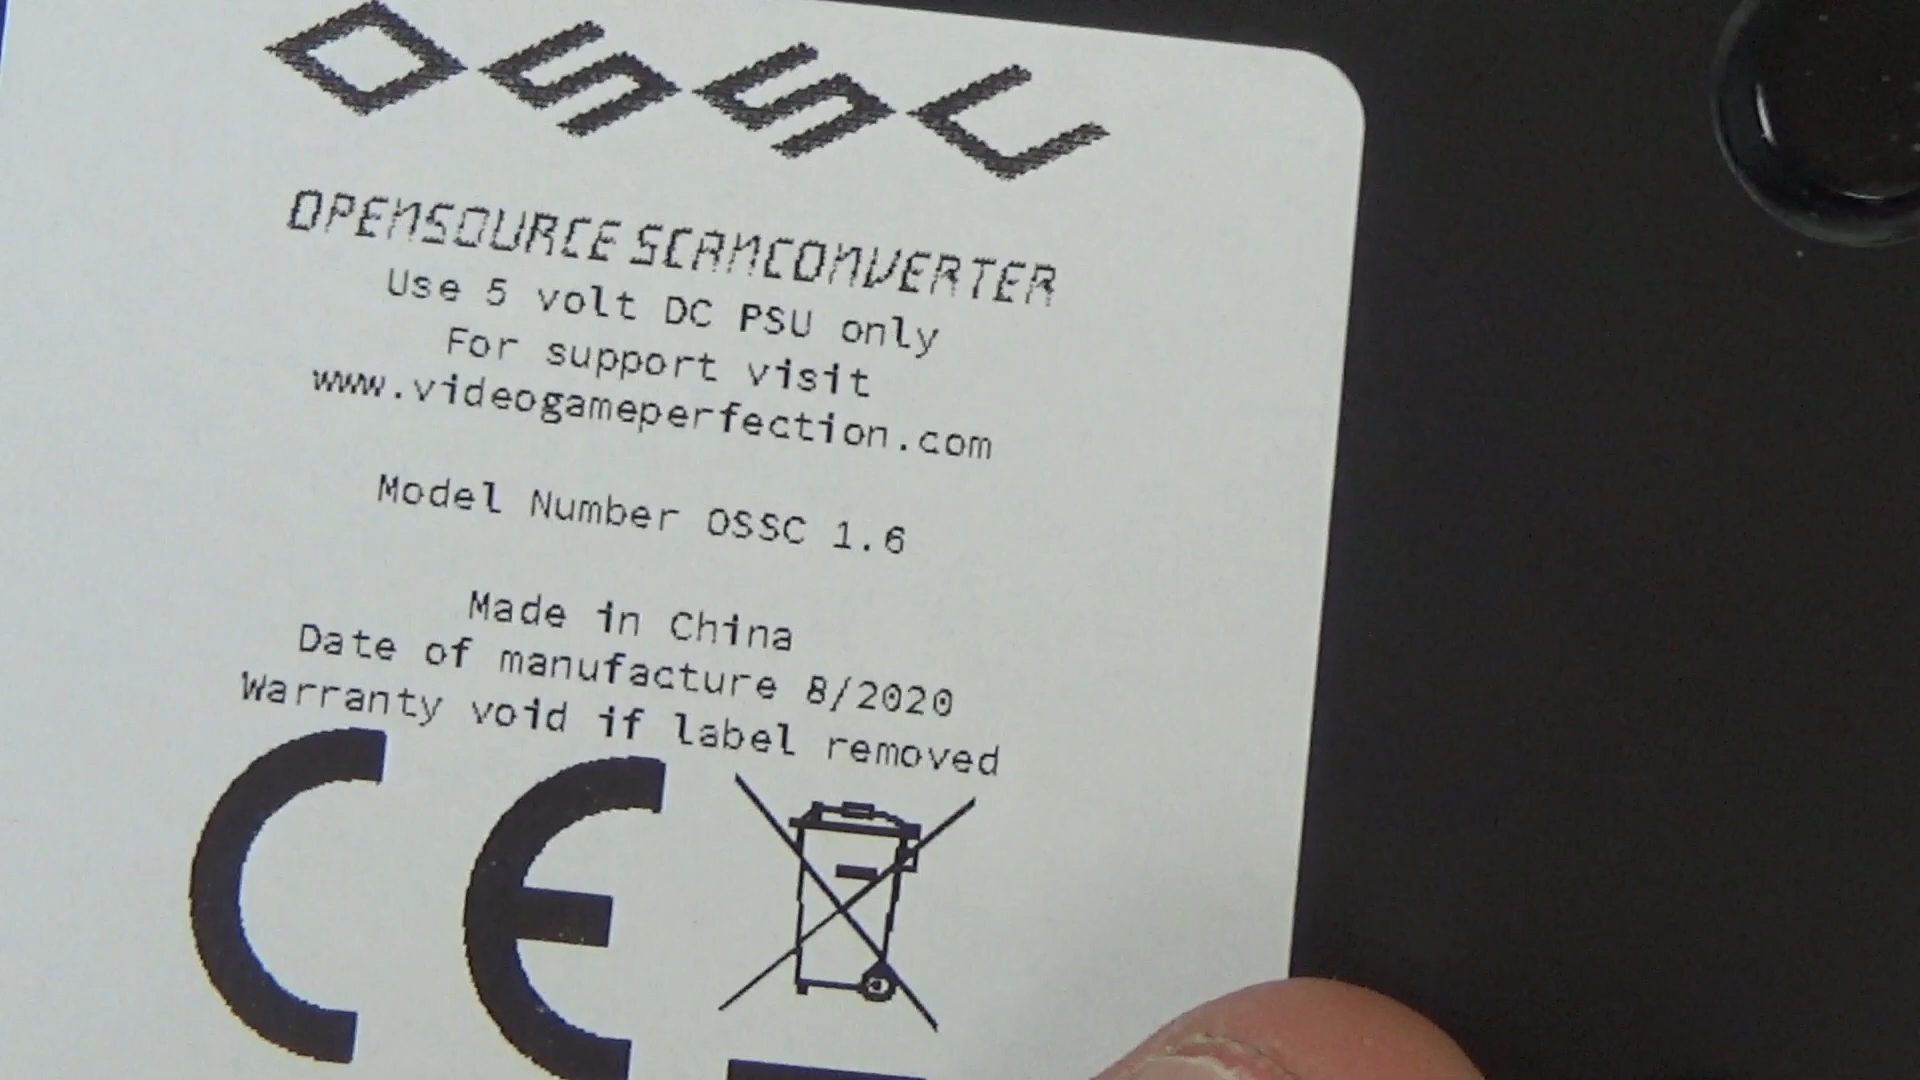 OSSC
OPENSOURCE SCANCONVERTER
Use 5 volt DC PSU only
For support visit
www.videogameperfection.com
Model Number OSSC 1.6
Made in China
Date of manufacture 8/2020
Warranty void if label removed
CE